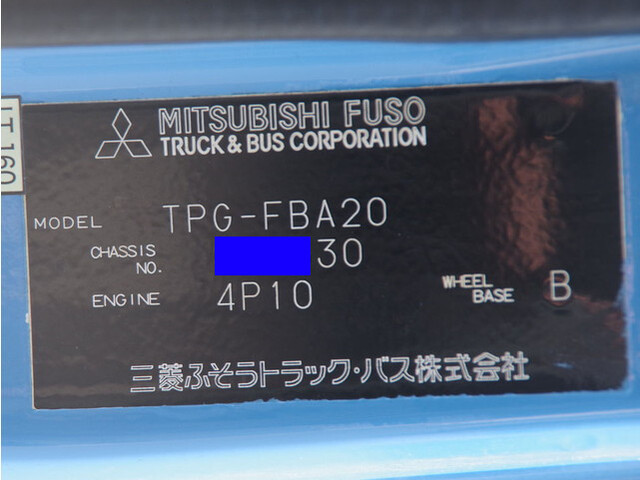 MITSUBISHI FUSO
TRUCK & BUS CORPORATION
MODEL TPG-FBA20
CHASSIS NO. 30
ENGINE 4P10
WHEEL BASE B
三菱ふそうトラック・バス株式会社